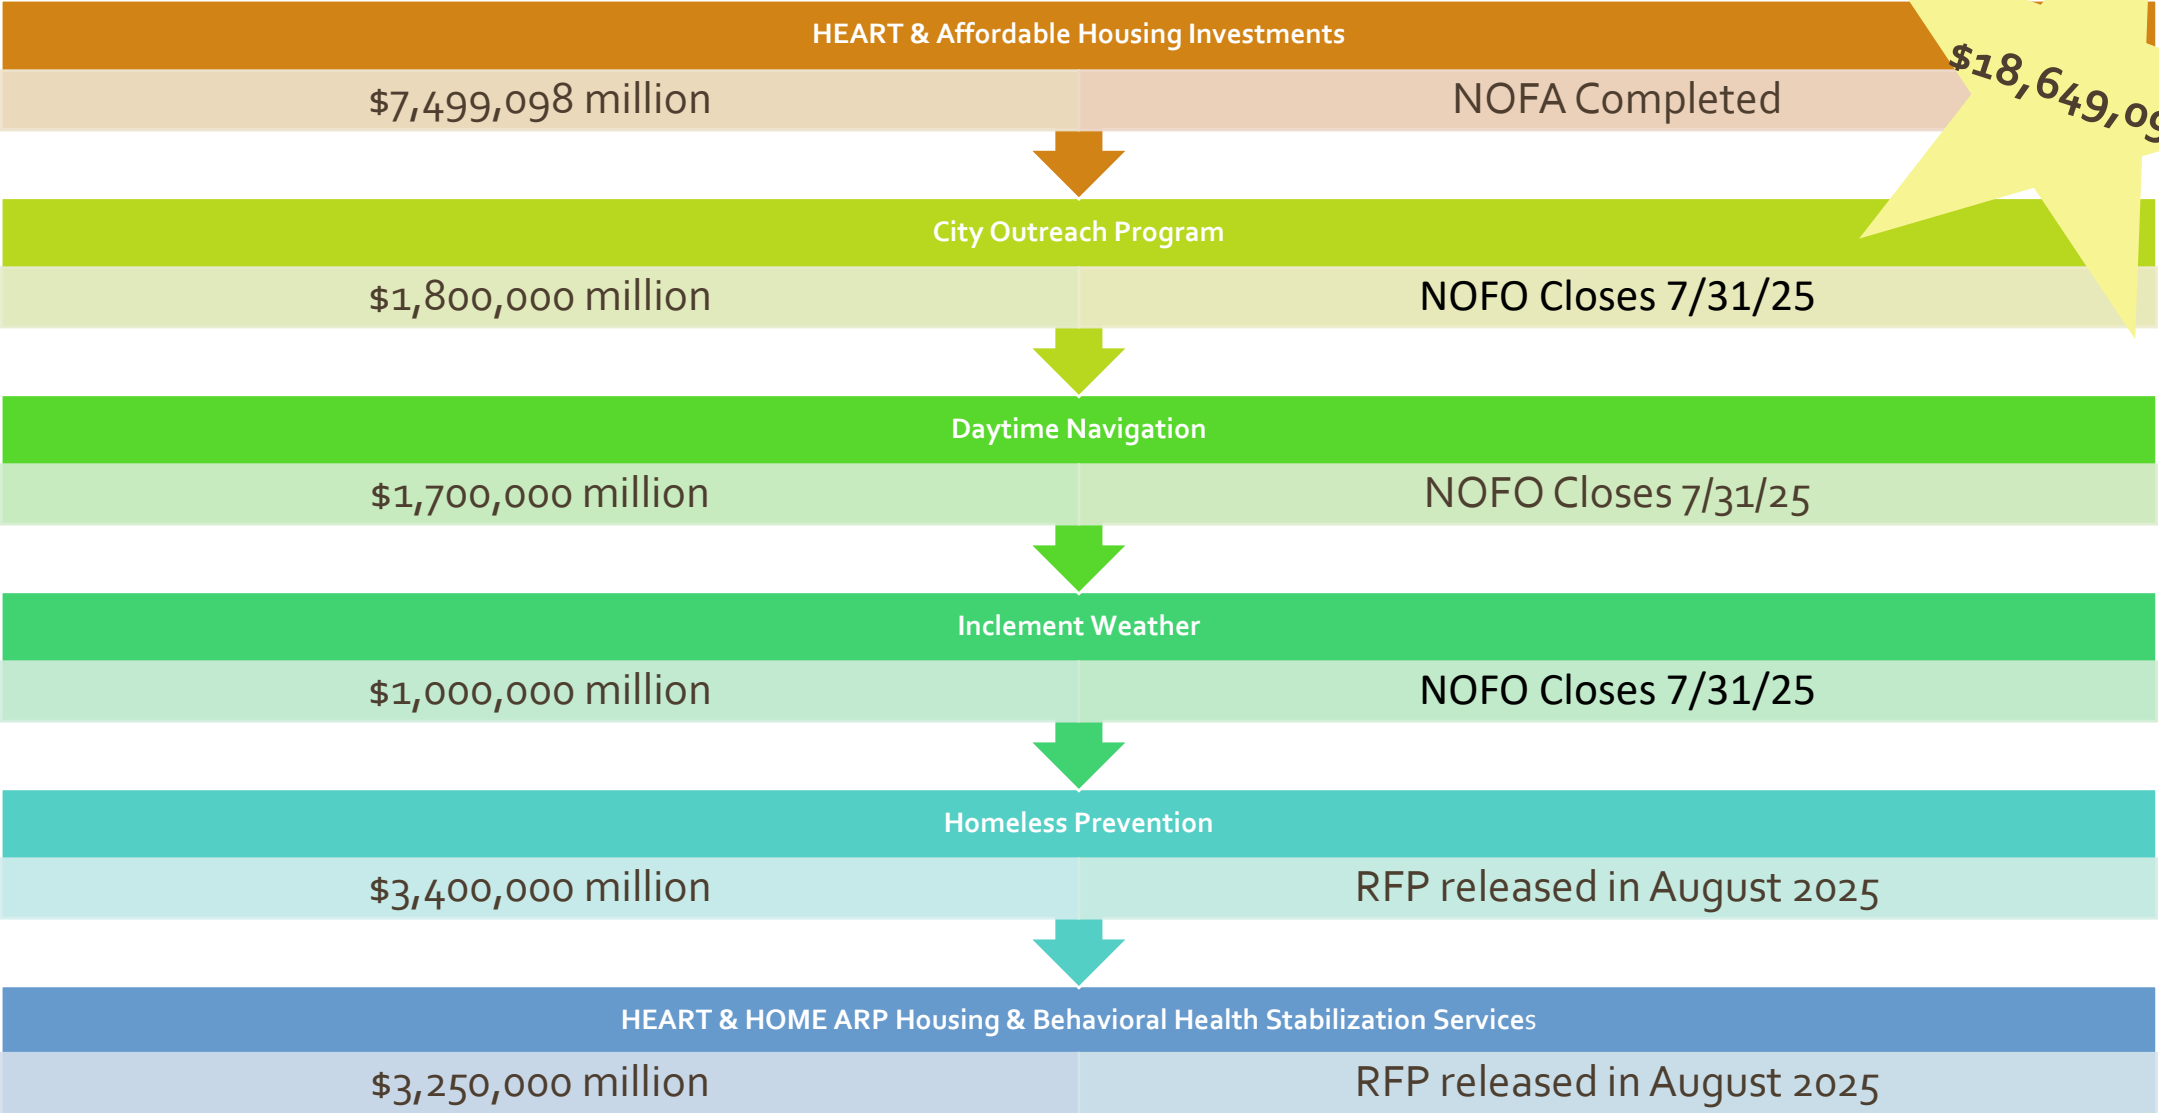 HEART & Affordable Housing Investments
$7,499,098 million
NOFA Completed
$18,649,09
City Outreach Program
$1,800,000 million
NOFO Closes 7/31/25
Daytime Navigation
$1,700,000 million
NOFO Closes 7/31/25
Inclement Weather
$1,000,000 million
NOFO Closes 7/31/25
Homeless Prevention
$3,400,000 million
RFP released in August 2025
HEART & HOME ARP Housing & Behavioral Health Stabilization Services
$3,250,000 million
RFP released in August 2025